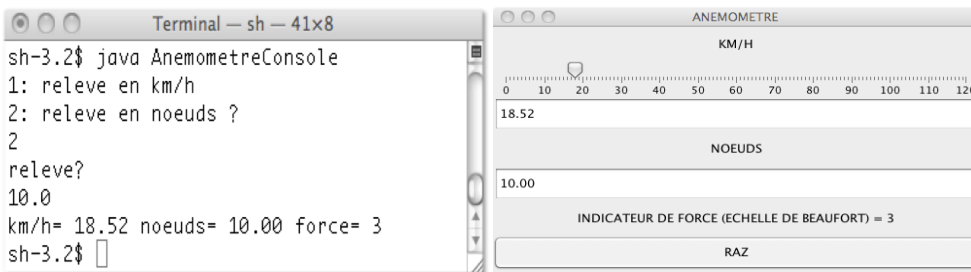 Terminal — sh — 41×8
sh-3.2$ java AnemometreConsole
1: releve en km/h
2: releve en noeuds ?
2
releve?
10.0
km/h= 18.52 noeuds= 10.00 force= 3
sh-3.2$
ANEMOMETRE
KM/H
0 10 20 30 40 50 60 70 80 90 100 110 120
18.52
NOEUDS
10.00
INDICATEUR DE FORCE (ECHELLE DE BEAUFORT) = 3
RAZ